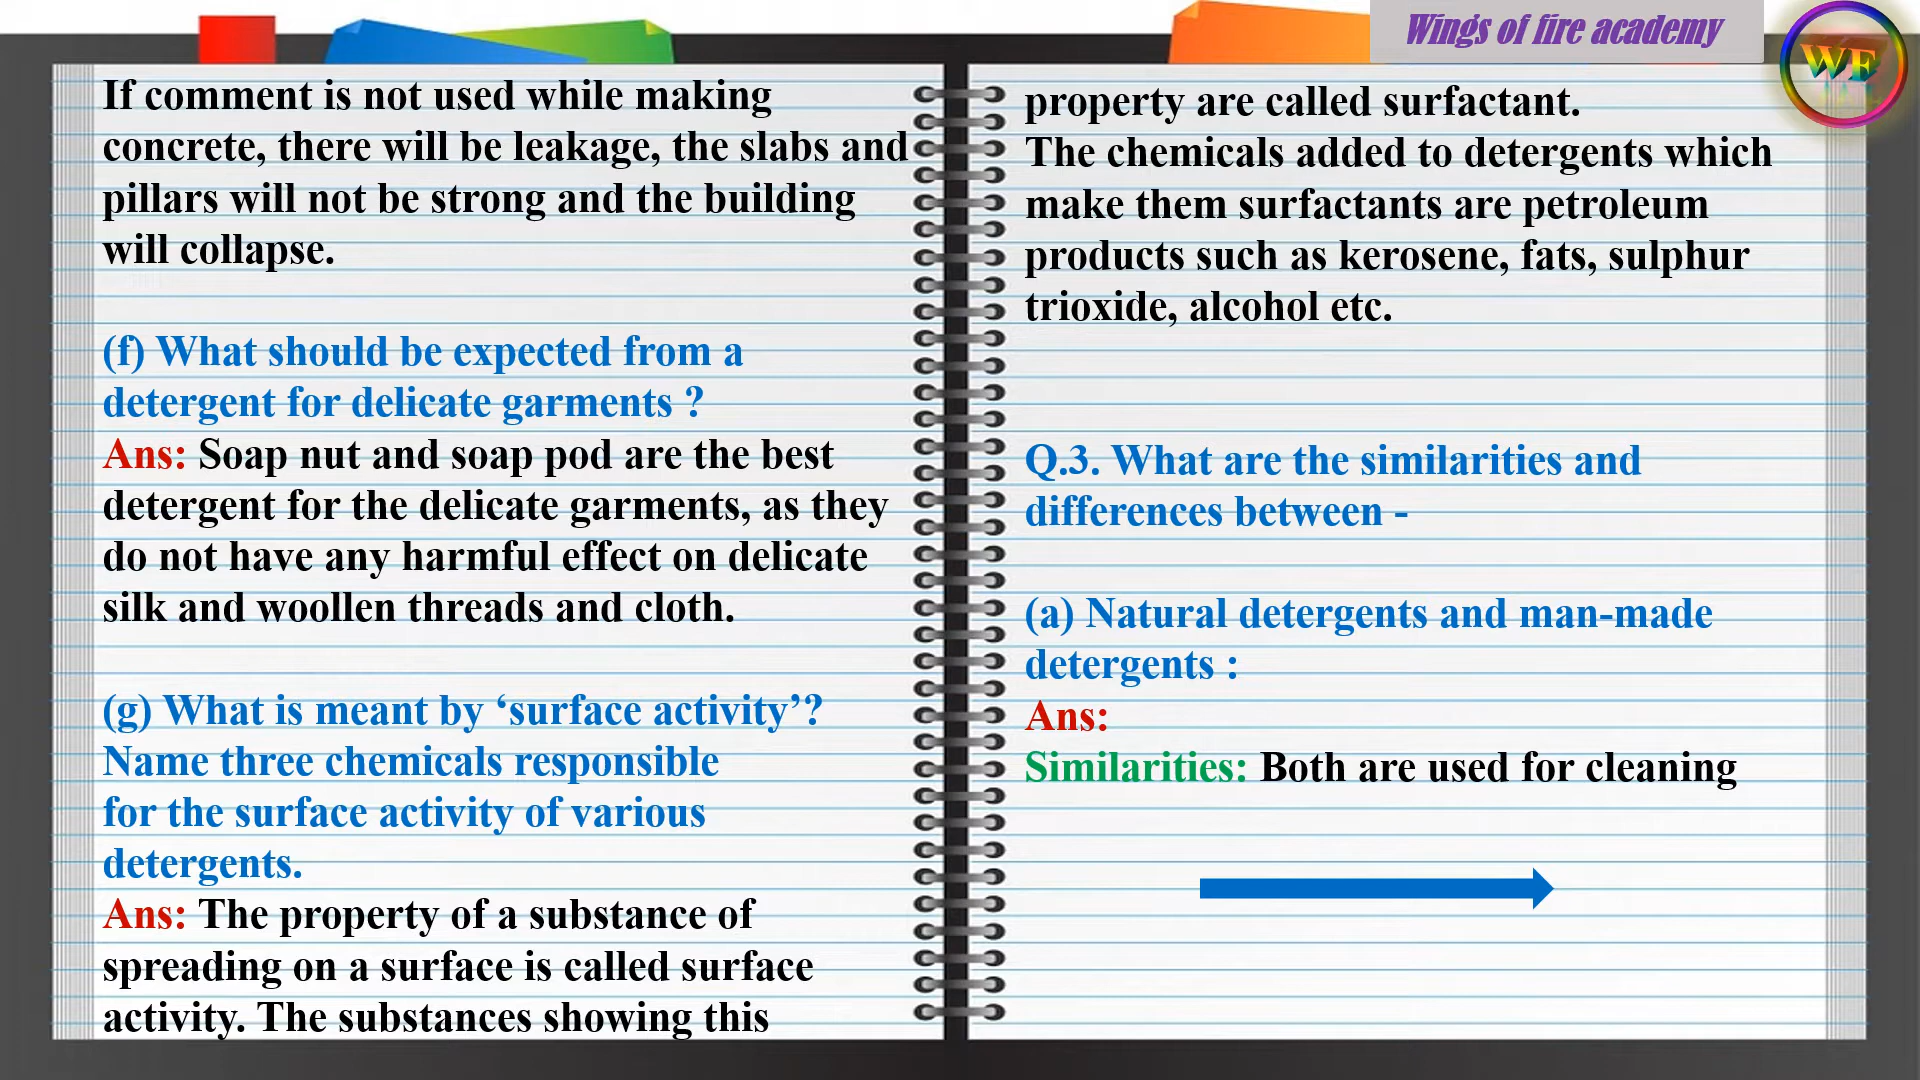 Wings of fire academy
WE
If comment is not used while making
concrete, there will be leakage, the slabs and
pillars will not be strong and the building
will collapse.
(f) What should be expected from a
detergent for delicate garments ?
Ans: Soap nut and soap pod are the best
detergent for the delicate garments, as they
do not have any harmful effect on delicate
silk and woollen threads and cloth.
(g) What is meant by ‘surface activity’?
Name three chemicals responsible
for the surface activity of various
detergents.
Ans: The property of a substance of
spreading on a surface is called surface
activity. The substances showing this
property are called surfactant.
The chemicals added to detergents which
make them surfactants are petroleum
products such as kerosene, fats, sulphur
trioxide, alcohol etc.
Q.3. What are the similarities and
differences between -
(a) Natural detergents and man-made
detergents :
Ans:
Similarities: Both are used for cleaning